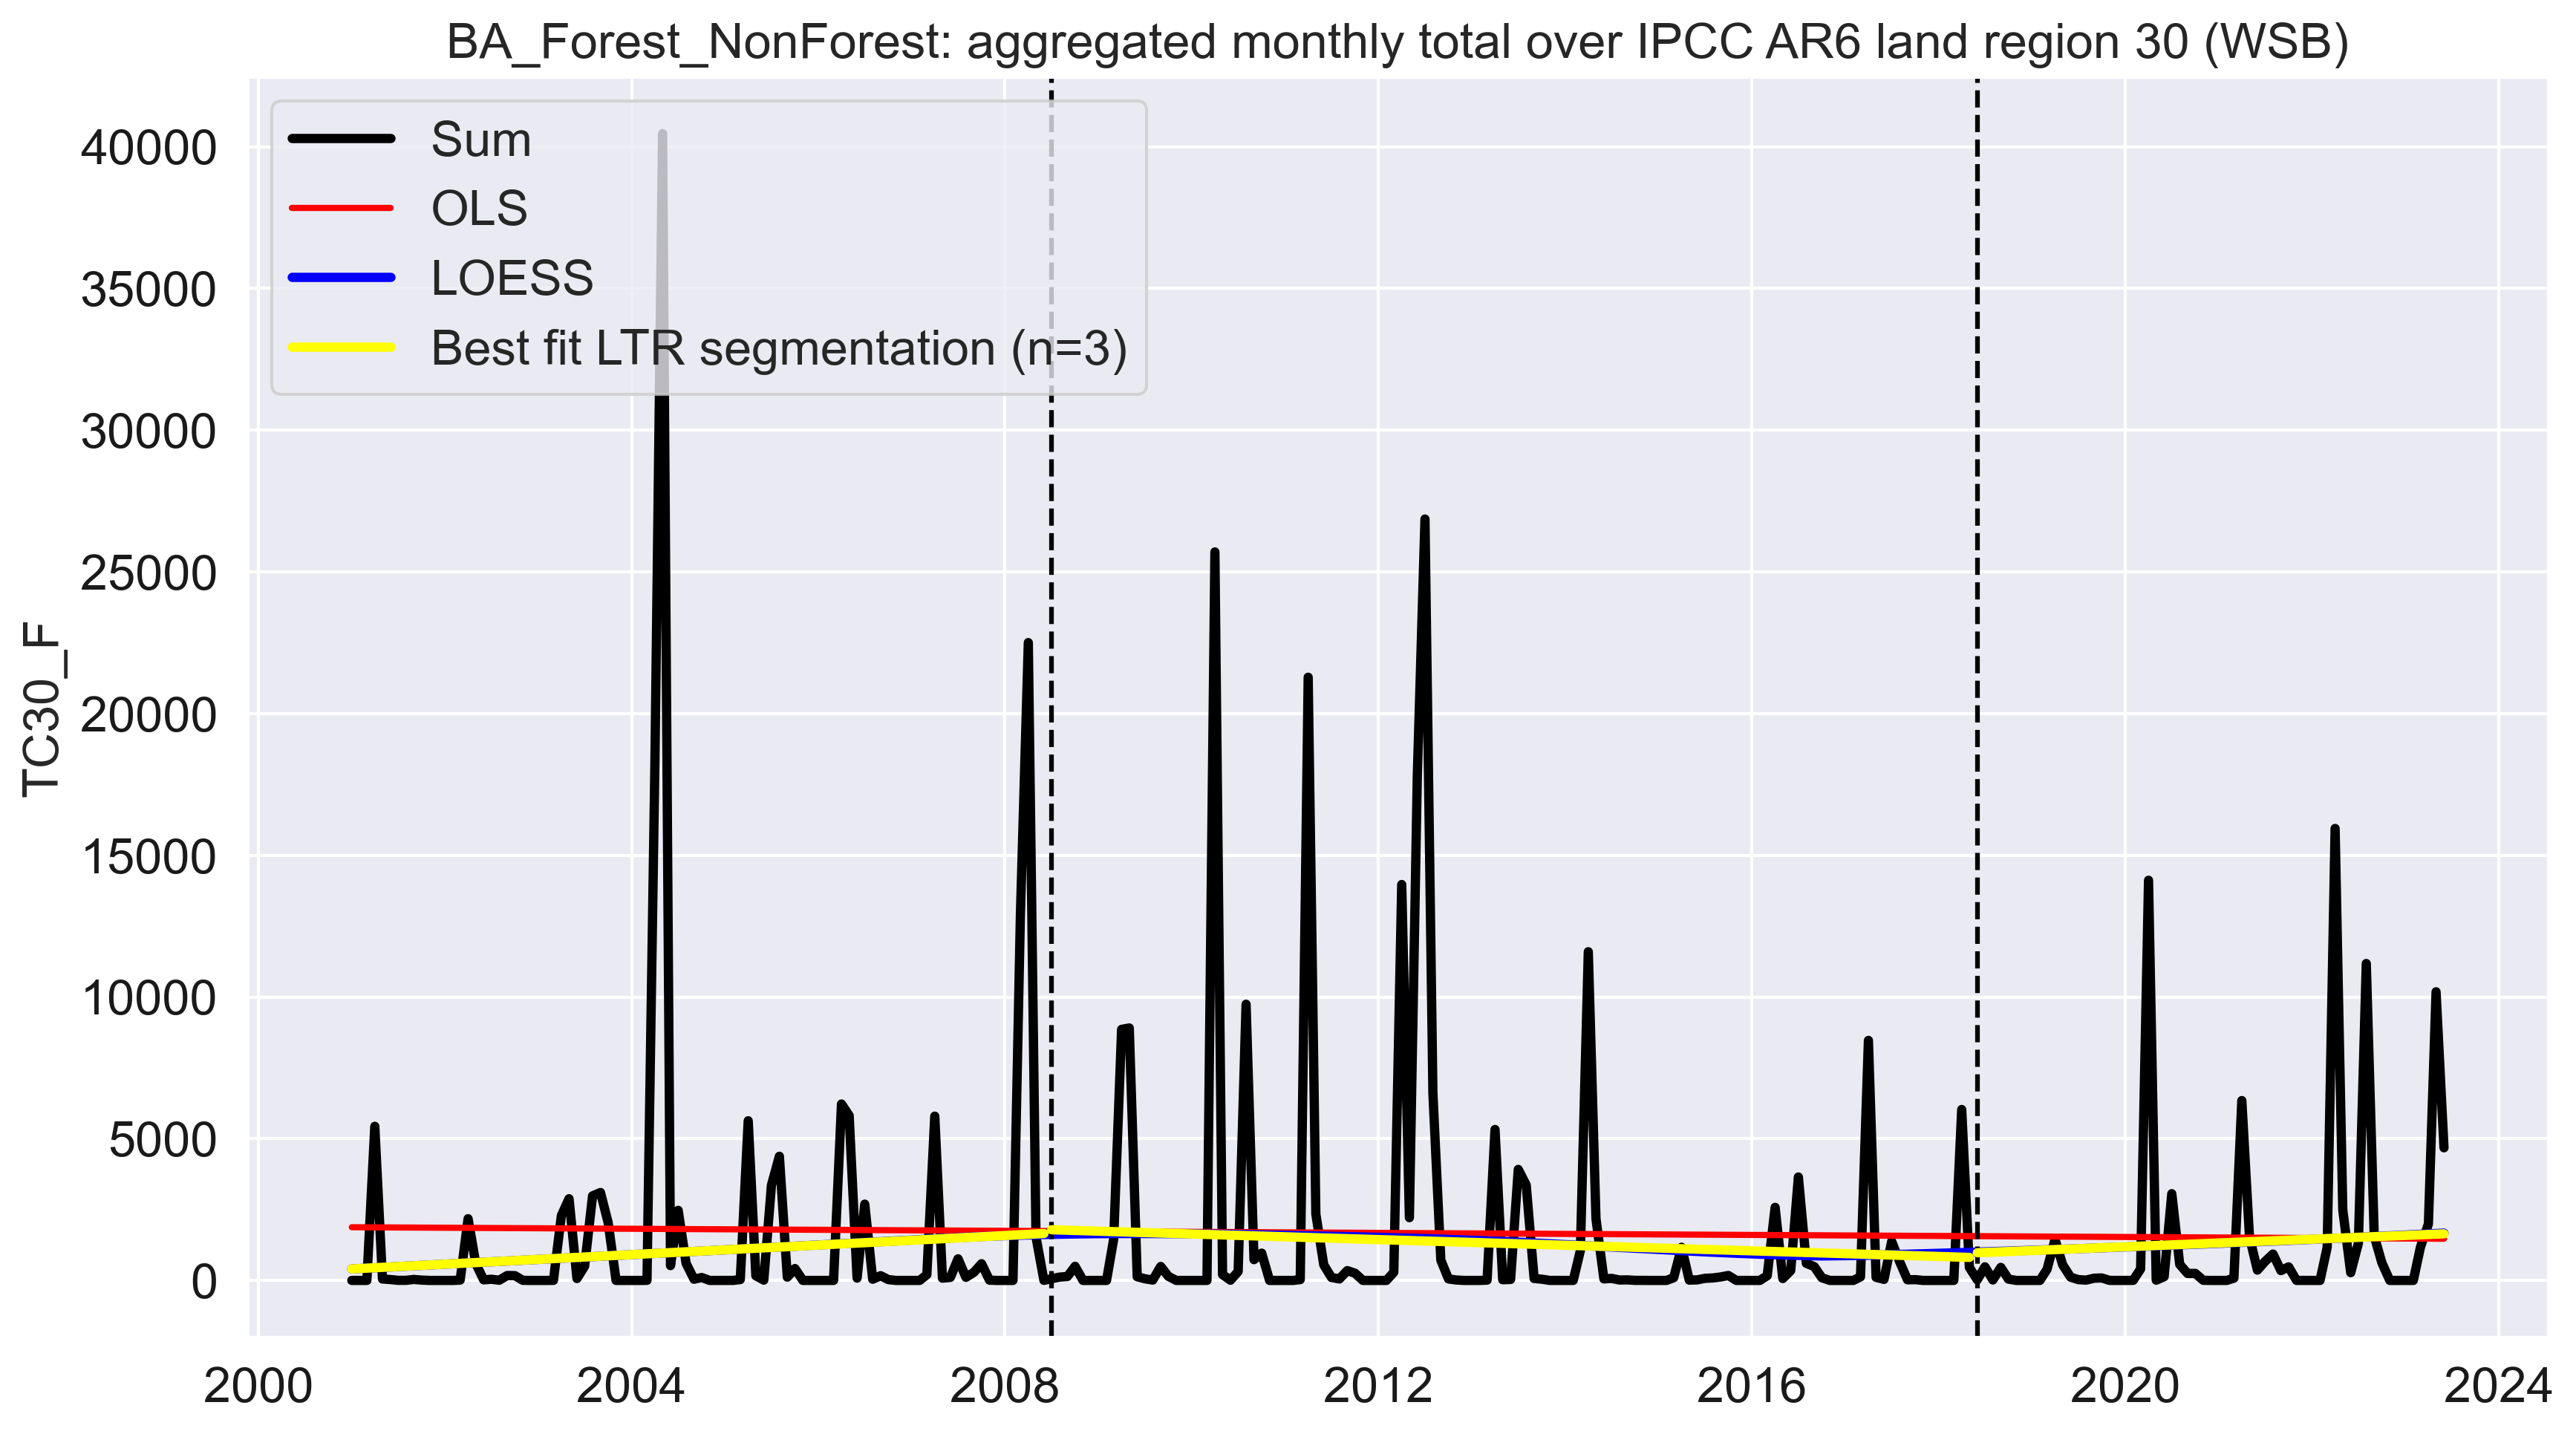 BA_Forest_NonForest: aggregated monthly total over IPCC AR6 land region 30 (WSB)
Sum
OLS
LOESS
Best fit LTR segmentation (n=3)
TC30_F
40000
35000
30000
25000
20000
15000
10000
5000
0
2000 2004 2008 2012 2016 2020 2024